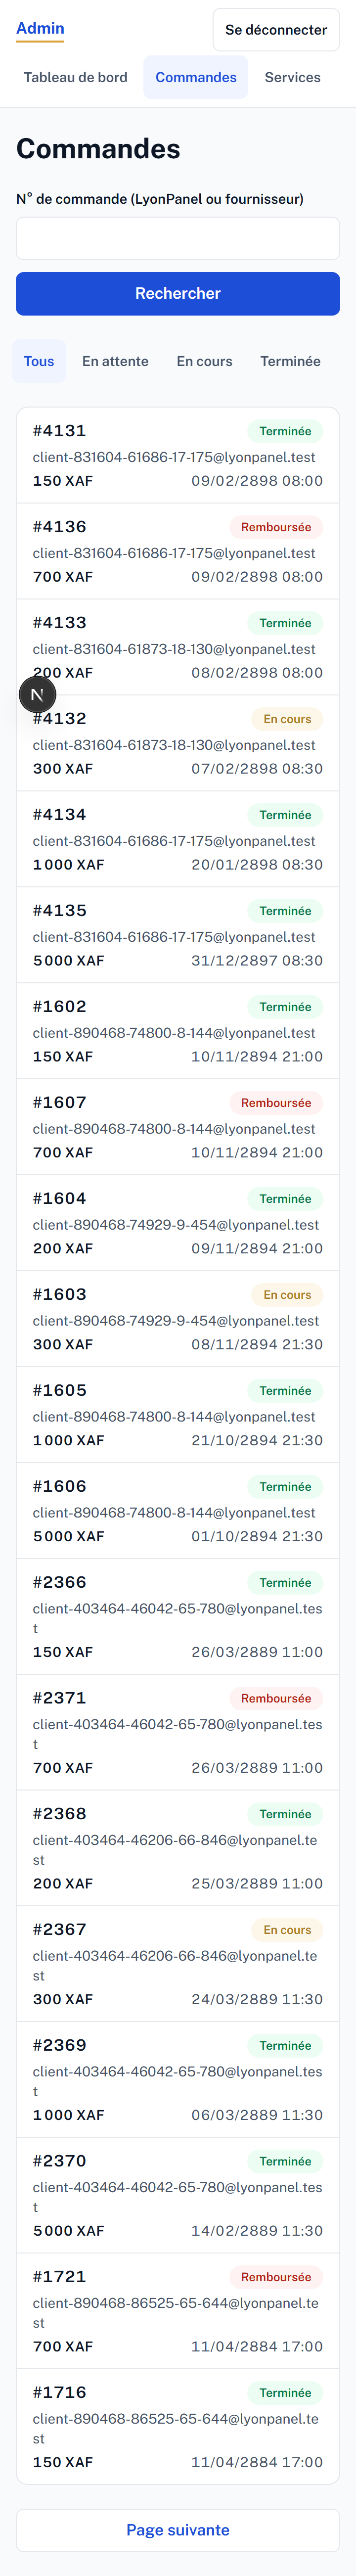 Admin
Se déconnecter
Tableau de bord Commandes Services
Commandes
N° de commande (LyonPanel ou fournisseur)
Rechercher
Tous En attente En cours Terminée
#4131 Terminée
client-831604-61686-17-175@lyonpanel.test
150 XAF 09/02/2898 08:00
#4136 Remboursée
client-831604-61686-17-175@lyonpanel.test
700 XAF 09/02/2898 08:00
#4133 Terminée
client-831604-61873-18-130@lyonpanel.test
200 XAF 08/02/2898 08:00
N
#4132 En cours
client-831604-61873-18-130@lyonpanel.test
300 XAF 07/02/2898 08:30
#4134 Terminée
client-831604-61686-17-175@lyonpanel.test
1 000 XAF 20/01/2898 08:30
#4135 Terminée
client-831604-61686-17-175@lyonpanel.test
5 000 XAF 31/12/2897 08:30
#1602 Terminée
client-890468-74800-8-144@lyonpanel.test
150 XAF 10/11/2894 21:00
#1607 Remboursée
client-890468-74800-8-144@lyonpanel.test
700 XAF 10/11/2894 21:00
#1604 Terminée
client-890468-74929-9-454@lyonpanel.test
200 XAF 09/11/2894 21:00
#1603 En cours
client-890468-74929-9-454@lyonpanel.test
300 XAF 08/11/2894 21:30
#1605 Terminée
client-890468-74800-8-144@lyonpanel.test
1 000 XAF 21/10/2894 21:30
#1606 Terminée
client-890468-74800-8-144@lyonpanel.test
5 000 XAF 01/10/2894 21:30
#2366 Terminée
client-403464-46042-65-780@lyonpanel.tes
t
150 XAF 26/03/2889 11:00
#2371 Remboursée
client-403464-46042-65-780@lyonpanel.tes
t
700 XAF 26/03/2889 11:00
#2368 Terminée
client-403464-46206-66-846@lyonpanel.te
st
200 XAF 25/03/2889 11:00
#2367 En cours
client-403464-46206-66-846@lyonpanel.te
st
300 XAF 24/03/2889 11:30
#2369 Terminée
client-403464-46042-65-780@lyonpanel.tes
t
1 000 XAF 06/03/2889 11:30
#2370 Terminée
client-403464-46042-65-780@lyonpanel.tes
t
5 000 XAF 14/02/2889 11:30
#1721 Remboursée
client-890468-86525-65-644@lyonpanel.te
st
700 XAF 11/04/2884 17:00
#1716 Terminée
client-890468-86525-65-644@lyonpanel.te
st
150 XAF 11/04/2884 17:00
Page suivante